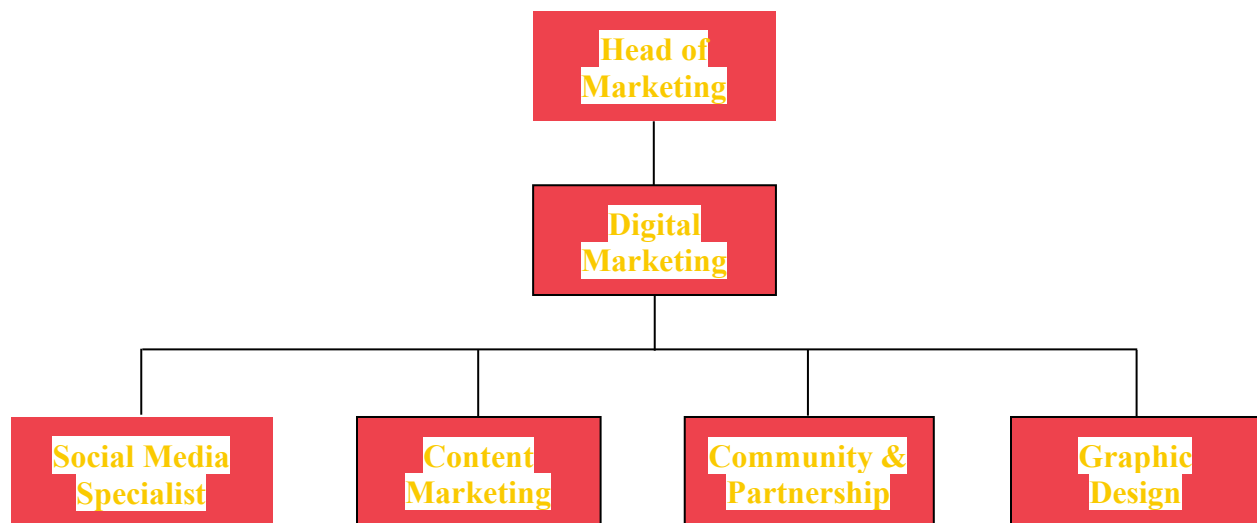 Head of
Marketing
Digital
Marketing
Social Media
Specialist
Content
Marketing
Community &
Partnership
Graphic
Design